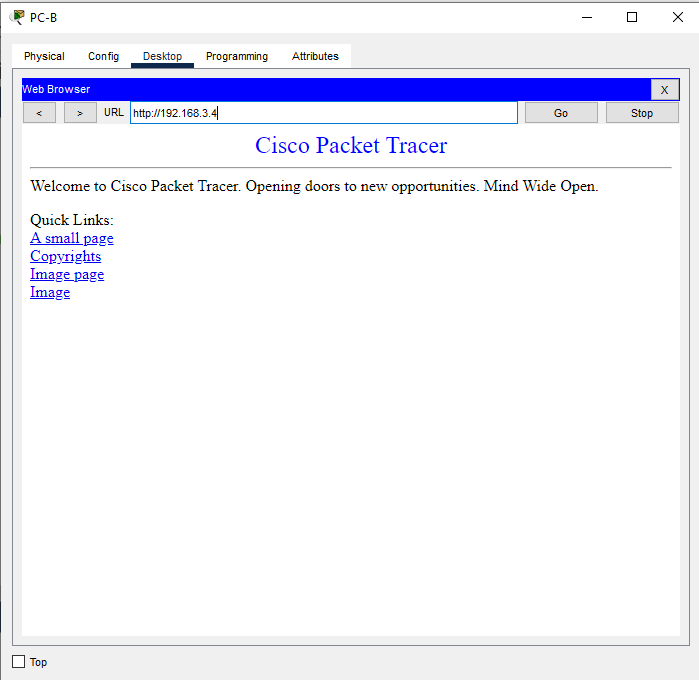 PC-B
Physical Config Desktop Programming Attributes
Web Browser X
< > URL http://192.168.3.4 Go Stop
Cisco Packet Tracer
Welcome to Cisco Packet Tracer. Opening doors to new opportunities. Mind Wide Open.
Quick Links:
A small page
Copyrights
Image page
Image
Top